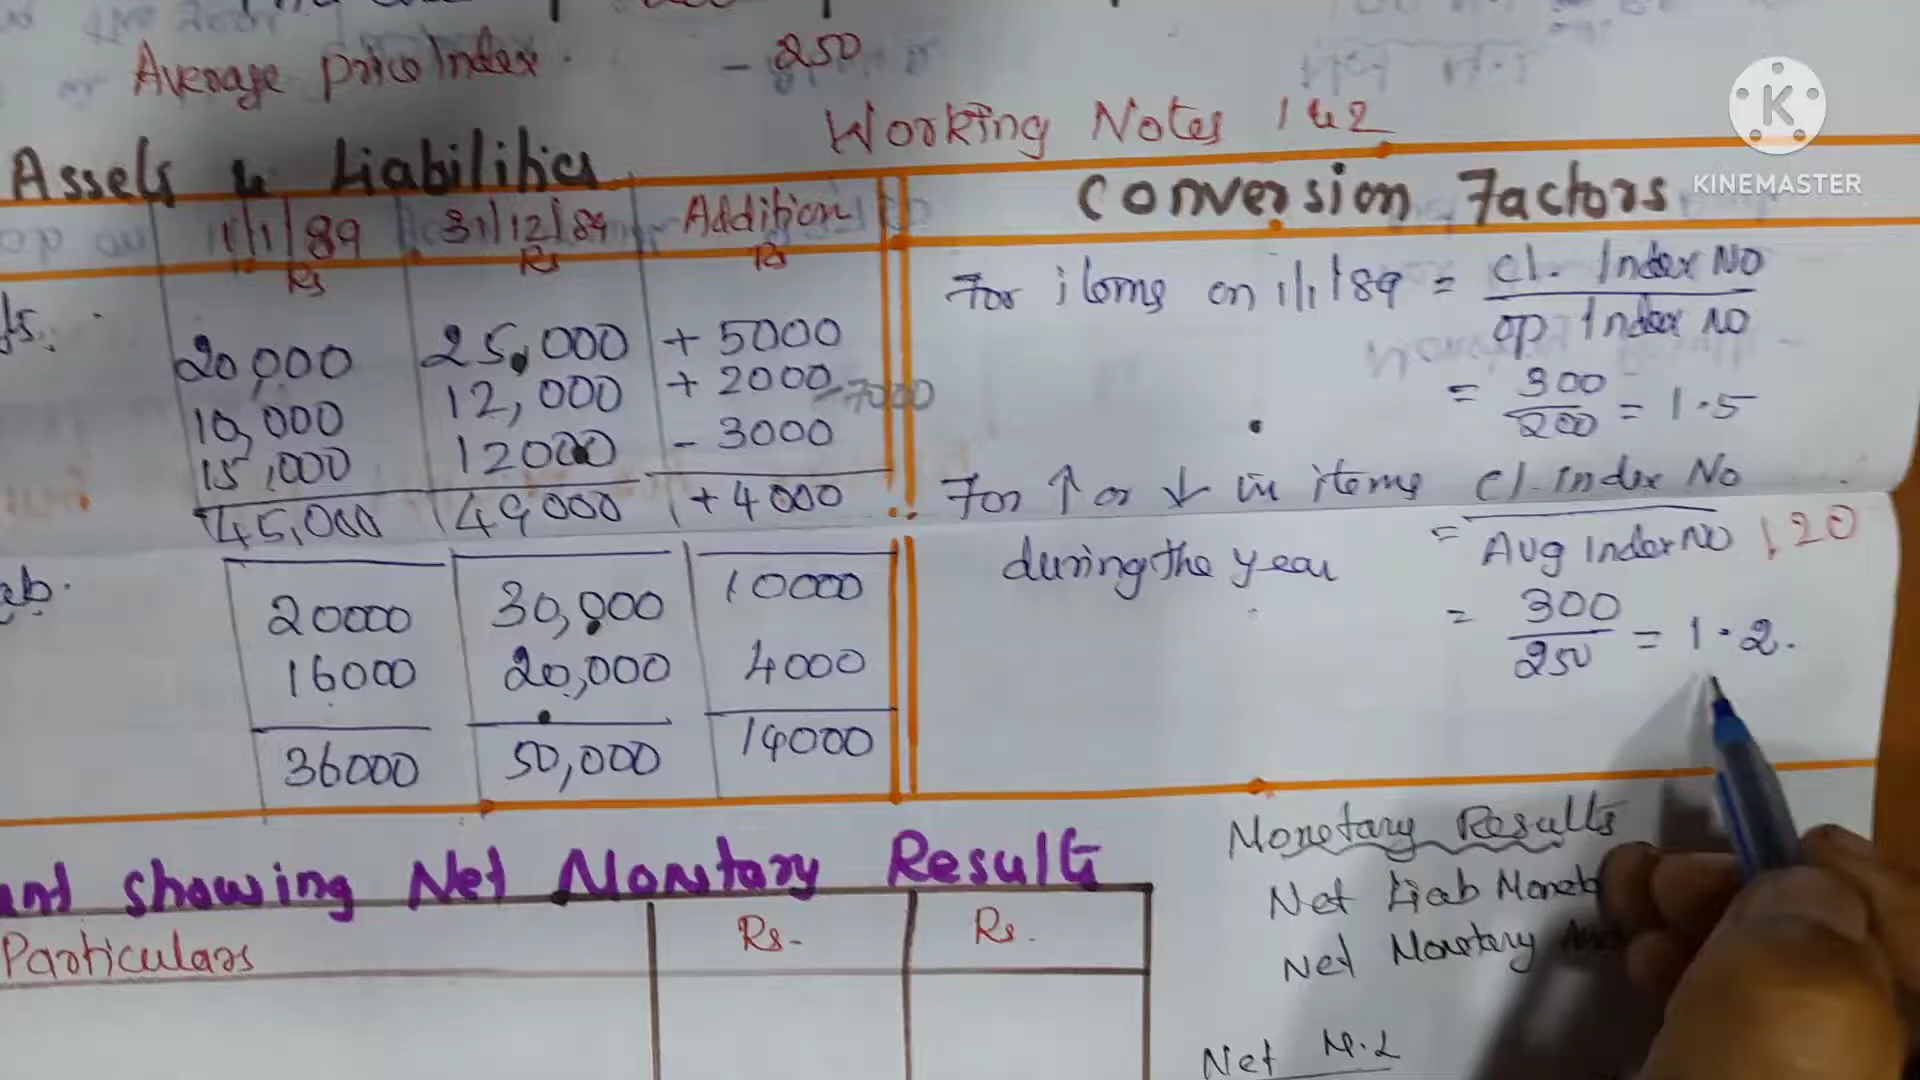 Average price Index - 250
Working Notes 1 & 2
Assets & Liabilities
Conversion Factors
KINEMASTER
1/1/89 31/12/89 Addition
Rs Rs Rs
For items on 1/1/89 = Cl. Index NO
op Index NO
= 300
200 = 1.5
20,000 25,000 + 5000
10,000 12,000 + 2000 - 7000
15,000 12000 - 3000
45,000 49000 + 4000
For ↑ or ↓ in items Cl. Index No
during the year = Avg Index NO 120
= 300
250 = 1.2.
20000 30,000 10000
16000 20,000 4000
36000 50,000 14000
showing Net Monetary Result
Particulars Rs- Rs.
Monetary Results
Net Liab Monet
Net Monetary
Net M.L